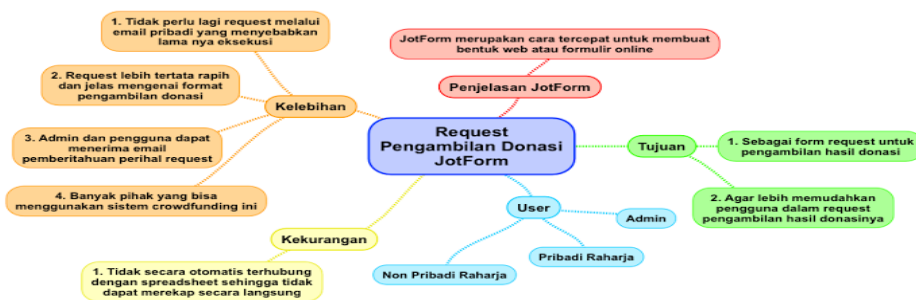 1. Tidak perlu lagi request melalui
email pribadi yang menyebabkan
lama nya eksekusi
2. Request lebih tertata rapih
dan jelas mengenai format
pengambilan donasi
Kelebihan
3. Admin dan pengguna dapat
menerima email
pemberitahuan perihal request
4. Banyak pihak yang bisa
menggunakan sistem crowdfunding ini
JotForm merupakan cara tercepat untuk membuat
bentuk web atau formulir online
Penjelasan JotForm
Request
Pengambilan Donasi
JotForm
Tujuan
1. Sebagai form request untuk
pengambilan hasil donasi
2. Agar lebih memudahkan
pengguna dalam request
pengambilan hasil donasinya
User
Admin
Pribadi Raharja
Non Pribadi Raharja
Kekurangan
1. Tidak secara otomatis terhubung
dengan spreadsheet sehingga tidak
dapat merekap secara langsung